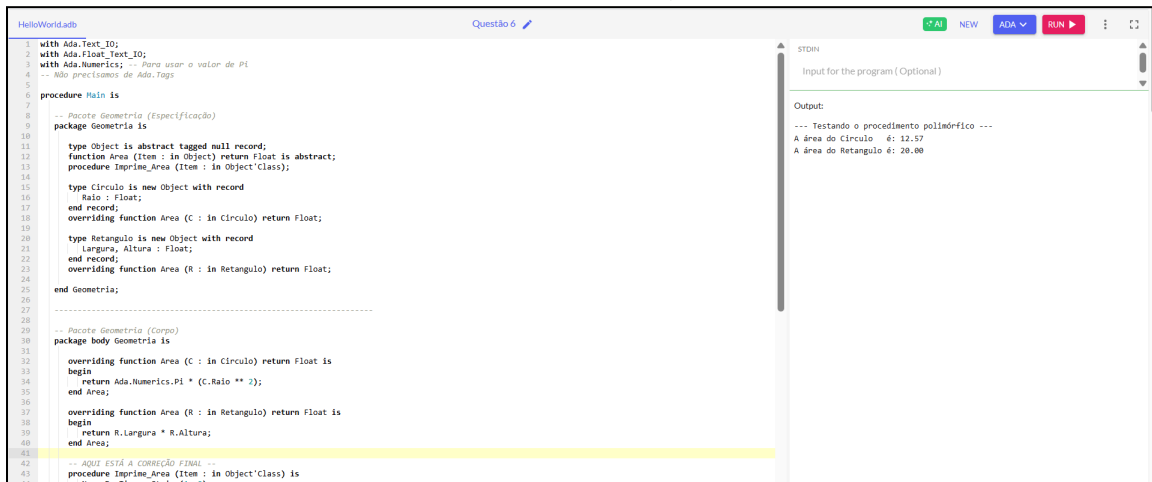 HelloWorld.adb
Questão 6
AI NEW ADA RUN
1 with Ada.Text_IO;
2 with Ada.Float_Text_IO;
3 with Ada.Numerics; -- Para usar o valor de Pi
4 -- Não precisamos de Ada.Tags
5
6 procedure Main is
7
8 -- Pacote Geometria (Especificação)
9 package Geometria is
10
11 type Object is abstract tagged null record;
12 function Area (Item : in Object) return Float is abstract;
13 procedure Imprime_Area (Item : in Object'Class);
14
15 type Circulo is new Object with record
16 Raio : Float;
17 end record;
18 overriding function Area (C : in Circulo) return Float;
19
20 type Retangulo is new Object with record
21 Largura, Altura : Float;
22 end record;
23 overriding function Area (R : in Retangulo) return Float;
24
25 end Geometria;
26
27 ------------------------------------------------------------------
28
29 -- Pacote Geometria (Corpo)
30 package body Geometria is
31
32 overriding function Area (C : in Circulo) return Float is
33 begin
34 return Ada.Numerics.Pi * (C.Raio ** 2);
35 end Area;
36
37 overriding function Area (R : in Retangulo) return Float is
38 begin
39 return R.Largura * R.Altura;
40 end Area;
41
42 -- AQUI ESTÁ A CORREÇÃO FINAL --
43 procedure Imprime_Area (Item : in Object'Class) is
STDIN
Input for the program ( Optional )
Output:
--- Testando o procedimento polimórfico ---
A área do Circulo é: 12.57
A área do Retangulo é: 20.00